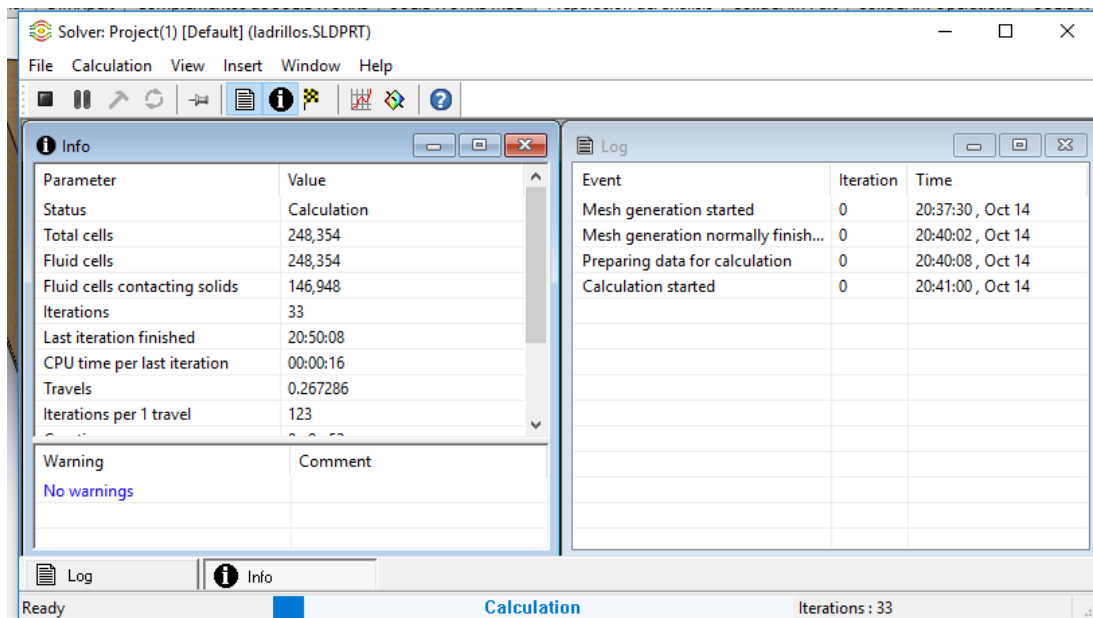 Solver: Project(1) [Default] (ladrillos.SLDPRT)
File Calculation View Insert Window Help
Info
Parameter Value
Status Calculation
Total cells 248,354
Fluid cells 248,354
Fluid cells contacting solids 146,948
Iterations 33
Last iteration finished 20:50:08
CPU time per last iteration 00:00:16
Travels 0.267286
Iterations per 1 travel 123
Warning Comment
No warnings
Log
Event Iteration Time
Mesh generation started 0 20:37:30 , Oct 14
Mesh generation normally finish... 0 20:40:02 , Oct 14
Preparing data for calculation 0 20:40:08 , Oct 14
Calculation started 0 20:41:00 , Oct 14
Log Info
Ready Calculation Iterations : 33